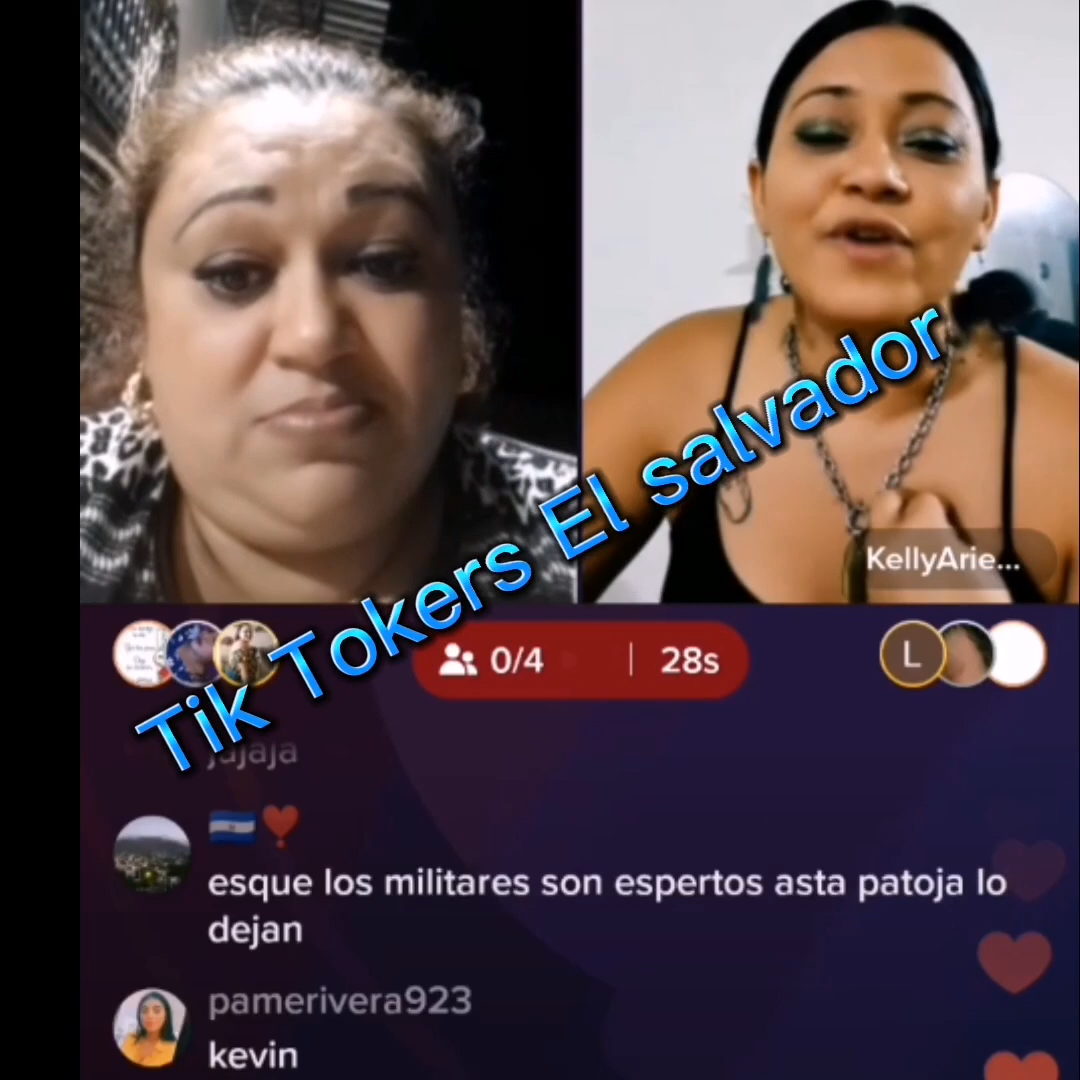 KellyArie...
Tik Tokers El salvador
0/4 | 28s
L
jajaja
🇸🇻❣️
esque los militares son espertos asta patoja lo
dejan
pamerivera923
kevin